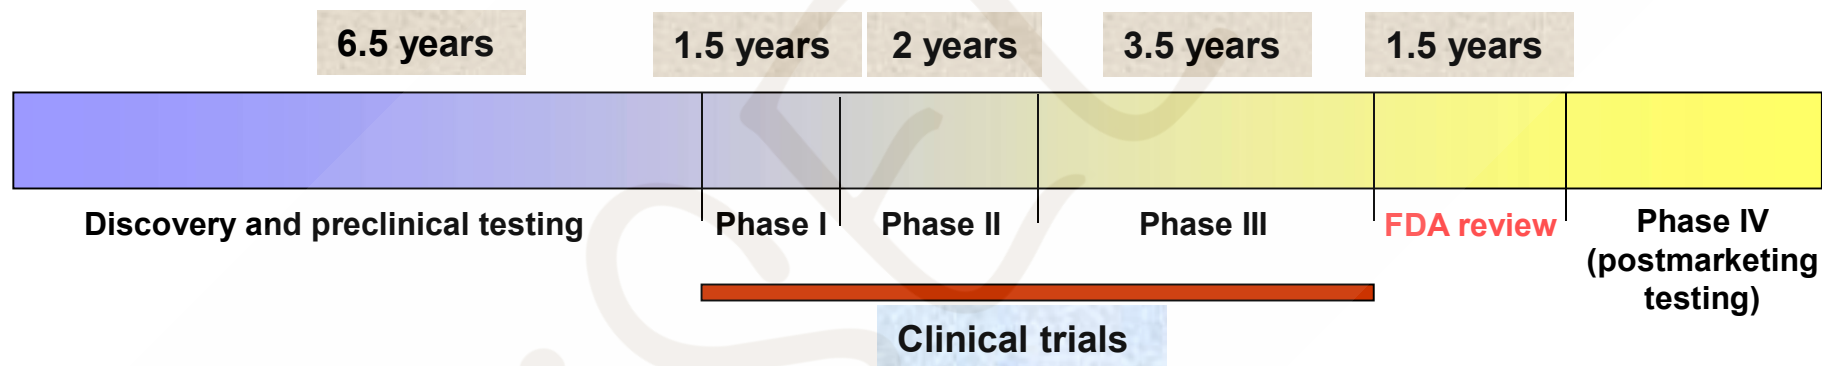 6.5 years
1.5 years
2 years
3.5 years
1.5 years
Discovery and preclinical testing
Phase I
Phase II
Phase III
FDA review
Phase IV
(postmarketing
testing)
Clinical trials